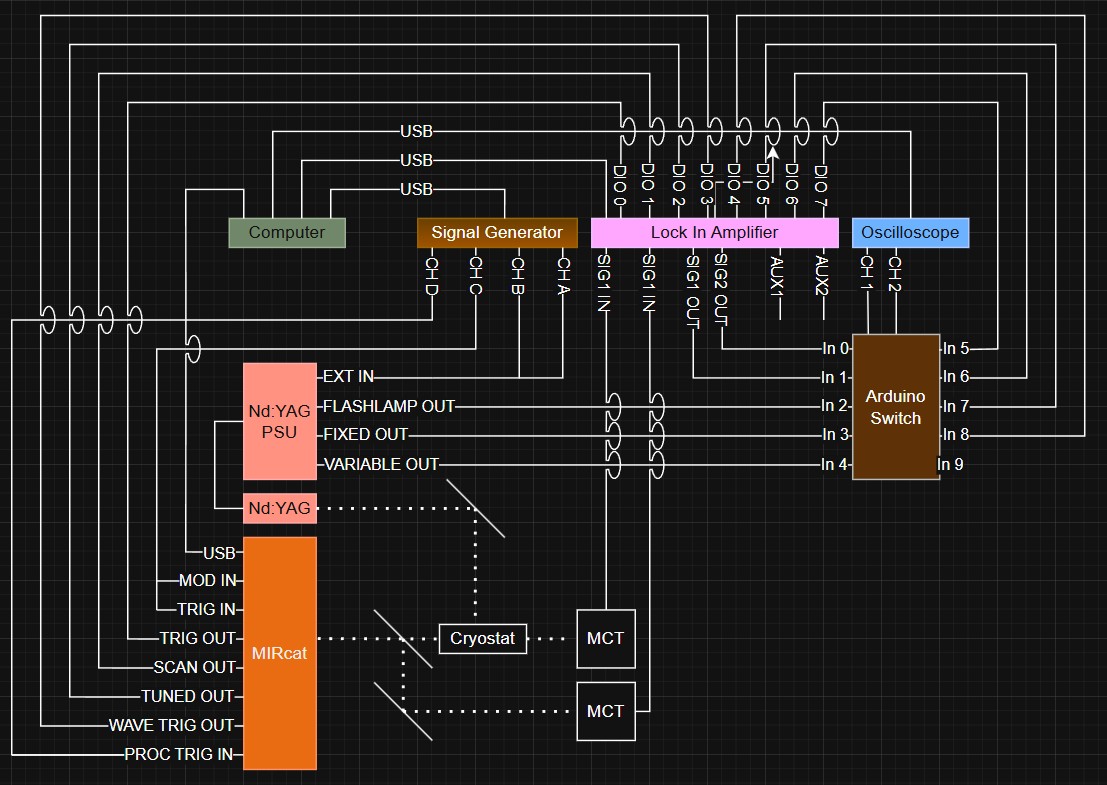 USB
USB
USB
DIO 0
DIO 1
DIO 2
DIO 3
DIO 4
DIO 5
DIO 6
DIO 7
Computer
Signal Generator
Lock In Amplifier
Oscilloscope
CH D
CH C
CH B
CH A
SIG1 IN
SIG1 IN
SIG1 OUT
SIG2 OUT
AUX1
AUX2
CH 1
CH 2
In 0
In 1
In 2
In 3
In 4
Arduino
Switch
In 5
In 6
In 7
In 8
In 9
Nd:YAG
PSU
EXT IN
FLASHLAMP OUT
FIXED OUT
VARIABLE OUT
Nd:YAG
USB
MOD IN
TRIG IN
TRIG OUT
SCAN OUT
TUNED OUT
WAVE TRIG OUT
PROC TRIG IN
MIRcat
Cryostat
MCT
MCT